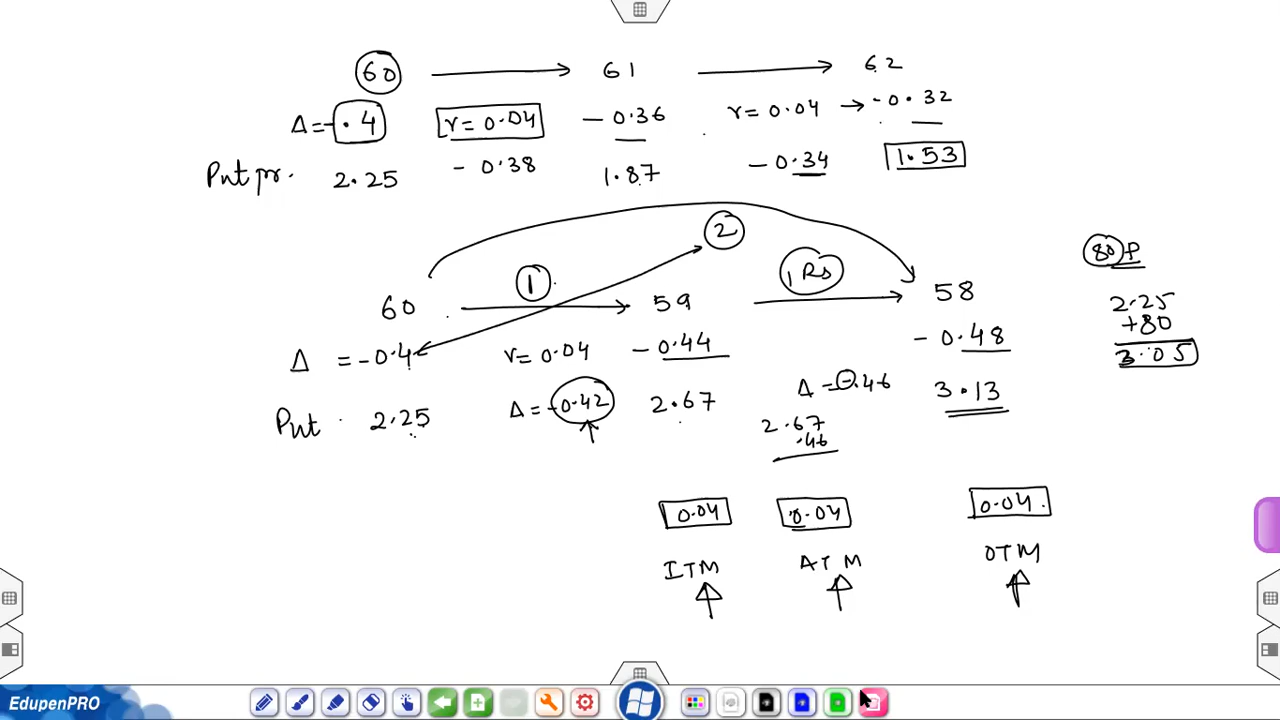 60 61 62
Δ = -.4 r = 0.04 - 0.36 r = 0.04 → -0.32
Put pr. 2.25 - 0.38 1.87 - 0.34 1.53
2
1 1 Rs 80 P
60 59 58
2.25
+80
3.05
Δ = -0.4 r = 0.04 - 0.44 - 0.48
Δ = -0.46
Put 2.25 Δ = -0.42 2.67 3.13
2.67
.46
0.04 0.04 0.04
ITM ATM OTM
EdupenPRO